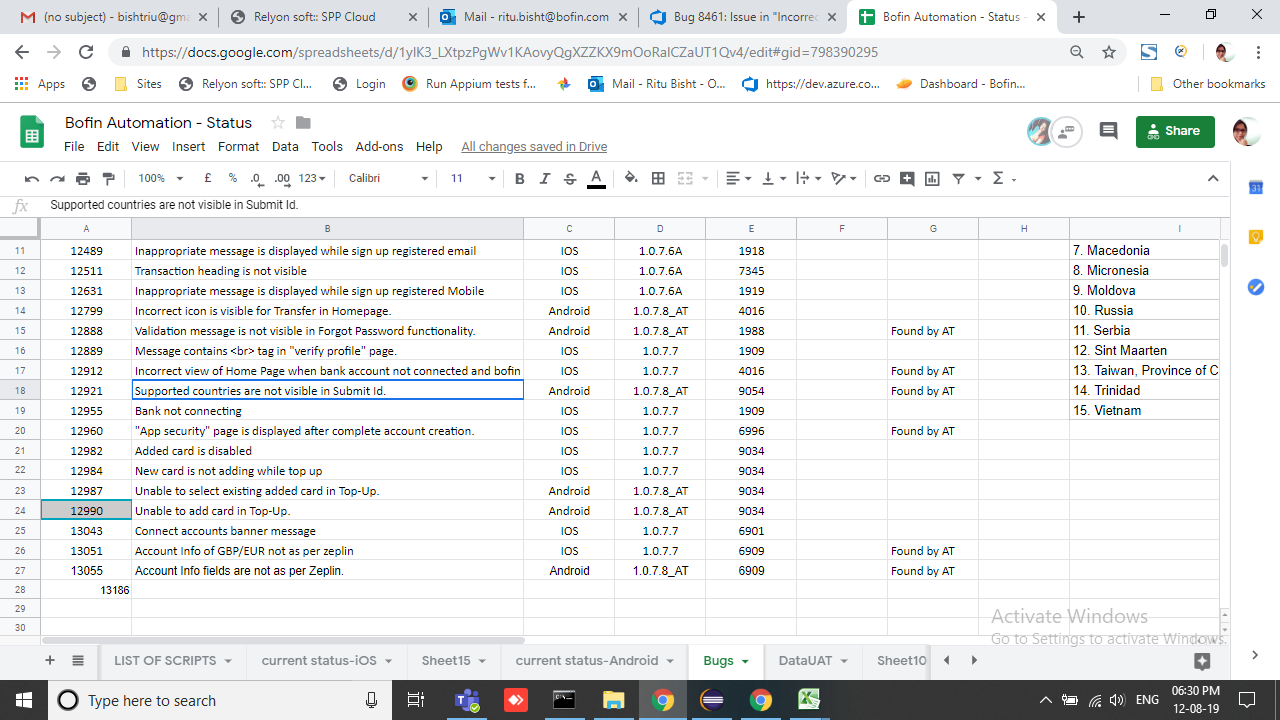 (no subject) - bishtriu@gma
Relyon soft:: SPP Cloud
Mail - ritu.bisht@bofin.com
Bug 8461: Issue in "Incorrec
Bofin Automation - Status -
https://docs.google.com/spreadsheets/d/1ylK3_LXtpzPgWv1KAovyQgXZZKX9mOoRalCZaUT1Qv4/edit#gid=798390295
Apps Sites Relyon soft:: SPP Cl... Login Run Appium tests f... Mail - Ritu Bisht - O... https://dev.azure.co... Dashboard - Bofin... Other bookmarks
Bofin Automation - Status
File Edit View Insert Format Data Tools Add-ons Help All changes saved in Drive
Share
100% £ % .0 .00 123 Calibri 11 B I S A Σ
31
fx Supported countries are not visible in Submit Id.
A B C D E F G H I
11 12489 Inappropriate message is displayed while sign up registered email IOS 1.0.7.6A 1918 7. Macedonia
12 12511 Transaction heading is not visible IOS 1.0.7.6A 7345 8. Micronesia
13 12631 Inappropriate message is displayed while sign up registered Mobile IOS 1.0.7.6A 1919 9. Moldova
14 12799 Incorrect icon is visible for Transfer in Homepage. Android 1.0.7.8_AT 4016 10. Russia
15 12888 Validation message is not visible in Forgot Password functionality. Android 1.0.7.8_AT 1988 Found by AT 11. Serbia
16 12889 Message contains <br> tag in "verify profile" page. IOS 1.0.7.7 1909 12. Sint Maarten
17 12912 Incorrect view of Home Page when bank account not connected and bofin IOS 1.0.7.7 4016 Found by AT 13. Taiwan, Province of C
18 12921 Supported countries are not visible in Submit Id. Android 1.0.7.8_AT 9054 Found by AT 14. Trinidad
19 12955 Bank not connecting IOS 1.0.7.7 1909 15. Vietnam
20 12960 "App security" page is displayed after complete account creation. IOS 1.0.7.7 6996 Found by AT
21 12982 Added card is disabled IOS 1.0.7.7 9034
22 12984 New card is not adding while top up IOS 1.0.7.7 9034
23 12987 Unable to select existing added card in Top-Up. Android 1.0.7.8_AT 9034
24 12990 Unable to add card in Top-Up. Android 1.0.7.8_AT 9034
25 13043 Connect accounts banner message IOS 1.0.7.7 6901
26 13051 Account Info of GBP/EUR not as per zeplin IOS 1.0.7.7 6909 Found by AT
27 13055 Account Info fields are not as per Zeplin. Android 1.0.7.8_AT 6909 Found by AT
28 13186
29
30
Activate Windows
Go to Settings to activate Windows.
LIST OF SCRIPTS current status-iOS Sheet15 current status-Android Bugs DataUAT Sheet10
Type here to search
ENG
06:30 PM
12-08-19